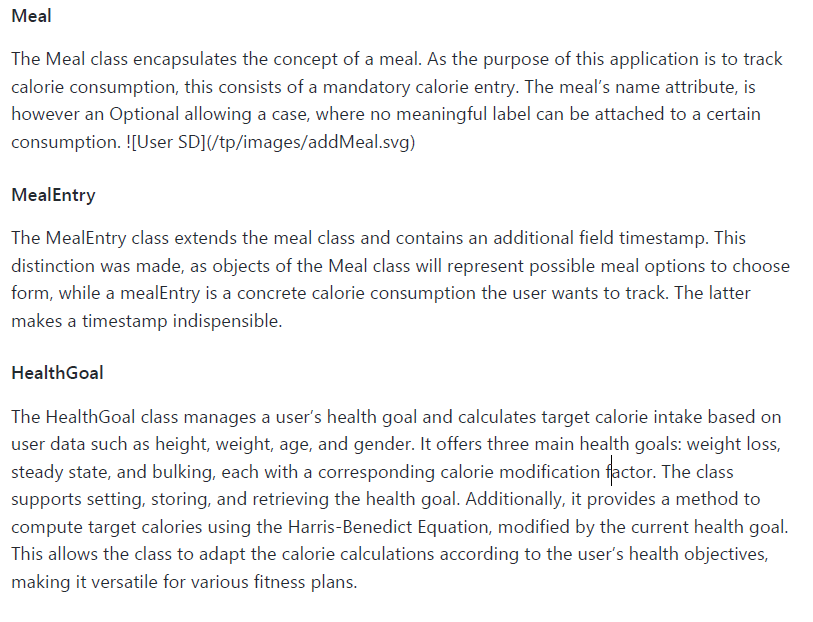 Meal
The Meal class encapsulates the concept of a meal. As the purpose of this application is to track
calorie consumption, this consists of a mandatory calorie entry. The meal’s name attribute, is
however an Optional allowing a case, where no meaningful label can be attached to a certain
consumption. ![User SD](/tp/images/addMeal.svg)
MealEntry
The MealEntry class extends the meal class and contains an additional field timestamp. This
distinction was made, as objects of the Meal class will represent possible meal options to choose
form, while a mealEntry is a concrete calorie consumption the user wants to track. The latter
makes a timestamp indispensible.
HealthGoal
The HealthGoal class manages a user’s health goal and calculates target calorie intake based on
user data such as height, weight, age, and gender. It offers three main health goals: weight loss,
steady state, and bulking, each with a corresponding calorie modification factor. The class
supports setting, storing, and retrieving the health goal. Additionally, it provides a method to
compute target calories using the Harris-Benedict Equation, modified by the current health goal.
This allows the class to adapt the calorie calculations according to the user’s health objectives,
making it versatile for various fitness plans.